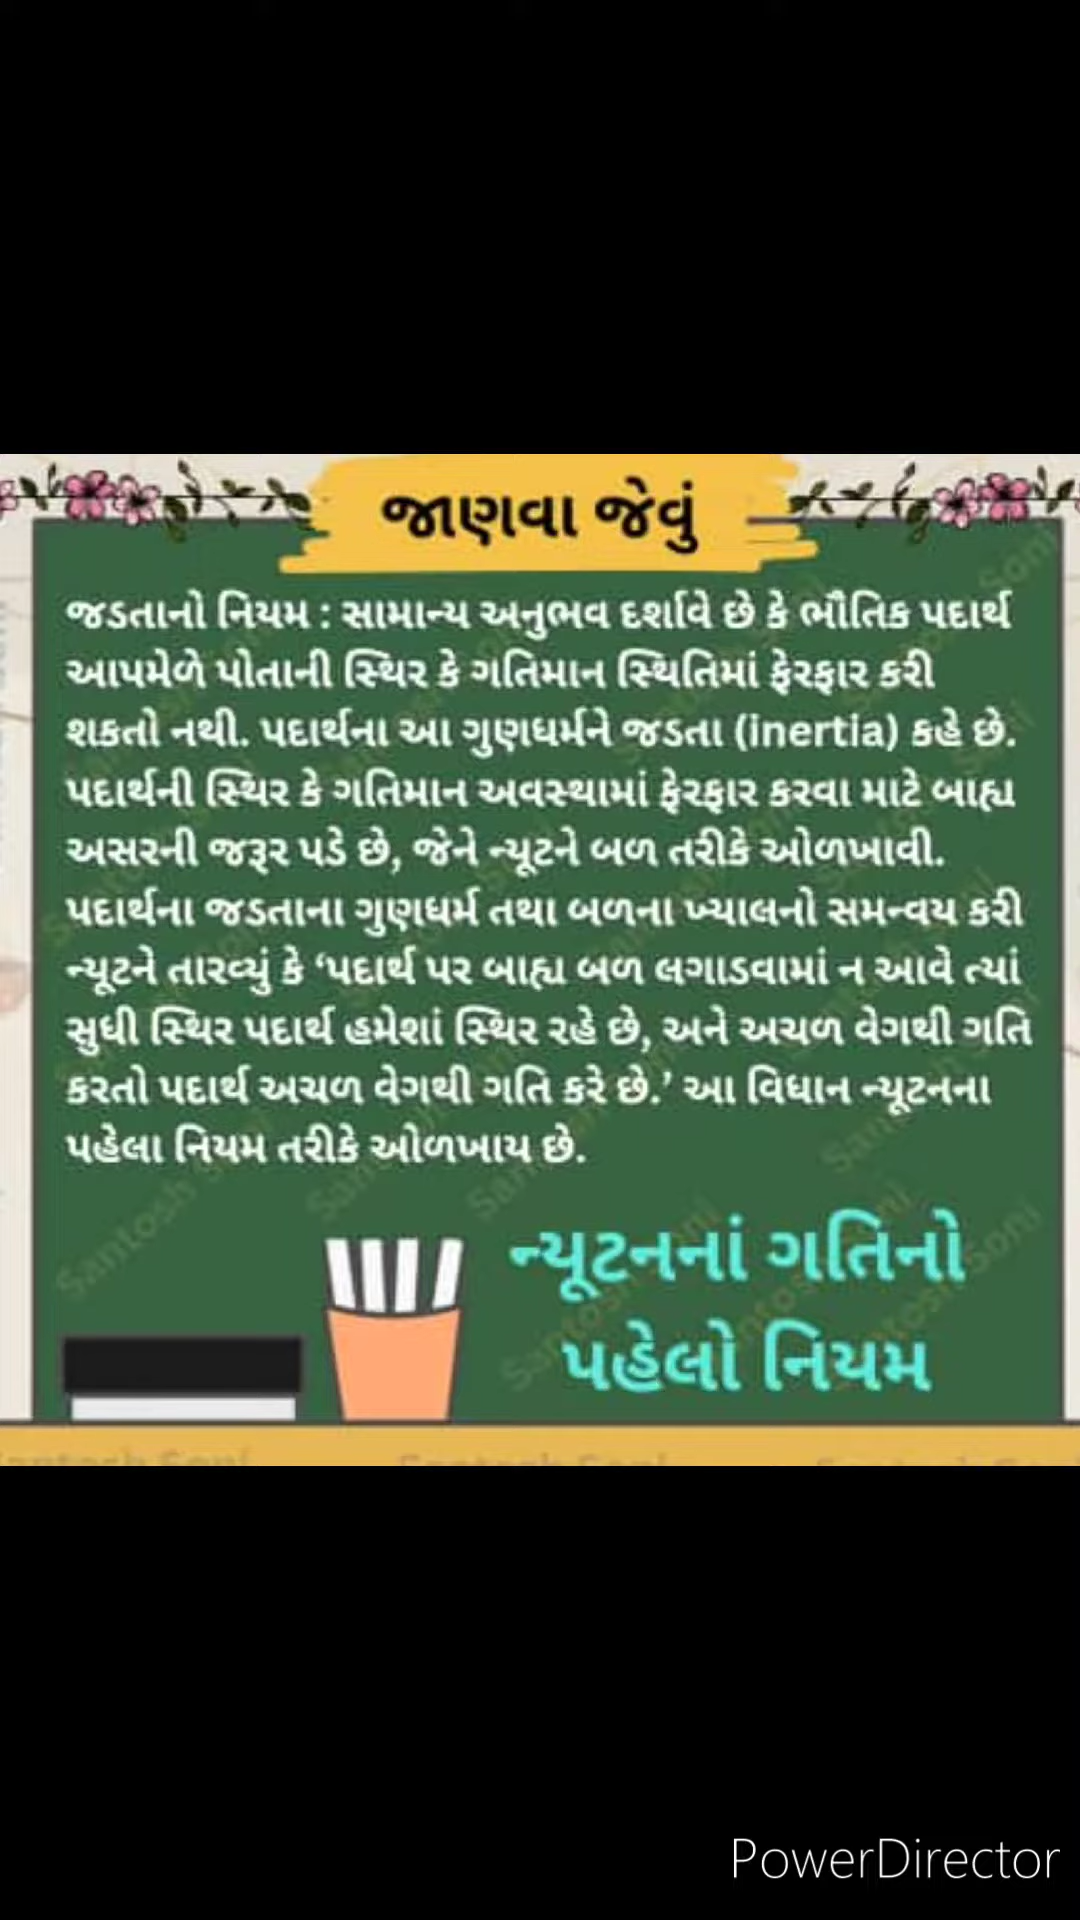 જાણવા જેવું
જડતાનો નિયમ : સામાન્ય અનુભવ દર્શાવે છે કે ભૌતિક પદાર્થ
આપમેળે પોતાની સ્થિર કે ગતિમાન સ્થિતિમાં ફેરફાર કરી
શકતો નથી. પદાર્થના આ ગુણધર્મને જડતા (inertia) કહે છે.
પદાર્થની સ્થિર કે ગતિમાન અવસ્થામાં ફેરફાર કરવા માટે બાહ્ય
અસરની જરૂર પડે છે, જેને ન્યૂટને બળ તરીકે ઓળખાવી.
પદાર્થના જડતાના ગુણધર્મ તથા બળના ખ્યાલનો સમન્વય કરી
ન્યૂટને તારવ્યું કે ‘પદાર્થ પર બાહ્ય બળ લગાડવામાં ન આવે ત્યાં
સુધી સ્થિર પદાર્થ હમેશાં સ્થિર રહે છે, અને અચળ વેગથી ગતિ
કરતો પદાર્થ અચળ વેગથી ગતિ કરે છે.’ આ વિધાન ન્યૂટનના
પહેલા નિયમ તરીકે ઓળખાય છે.
ન્યૂટનનાં ગતિનો
પહેલો નિયમ
Santosh Soni
PowerDirector